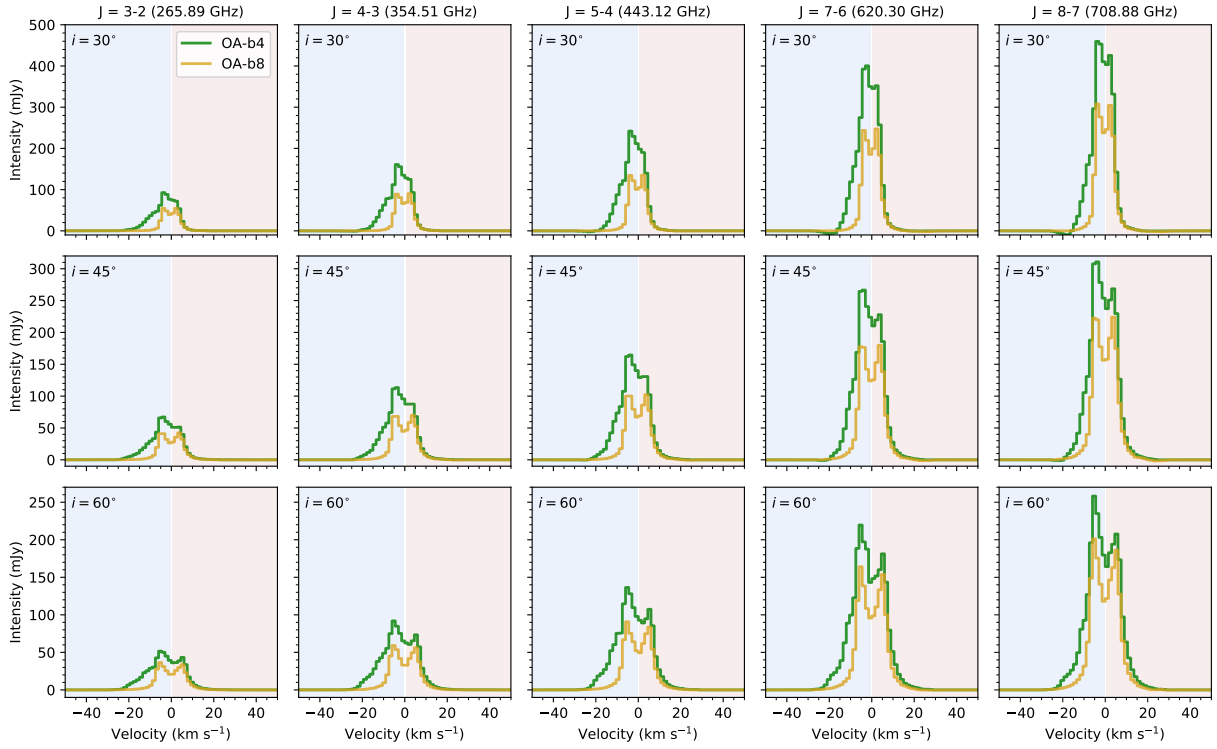 J = 3-2 (265.89 GHz)
J = 4-3 (354.51 GHz)
J = 5-4 (443.12 GHz)
J = 7-6 (620.30 GHz)
J = 8-7 (708.88 GHz)
Intensity (mJy)
500
400
300
200
100
0
i = 30°
OA-b4
OA-b8
i = 30°
i = 30°
i = 30°
i = 30°
Intensity (mJy)
300
250
200
150
100
50
0
i = 45°
i = 45°
i = 45°
i = 45°
i = 45°
Intensity (mJy)
250
200
150
100
50
0
i = 60°
i = 60°
i = 60°
i = 60°
i = 60°
−40 −20 0 20 40
−40 −20 0 20 40
−40 −20 0 20 40
−40 −20 0 20 40
−40 −20 0 20 40
Velocity (km s⁻¹)
Velocity (km s⁻¹)
Velocity (km s⁻¹)
Velocity (km s⁻¹)
Velocity (km s⁻¹)